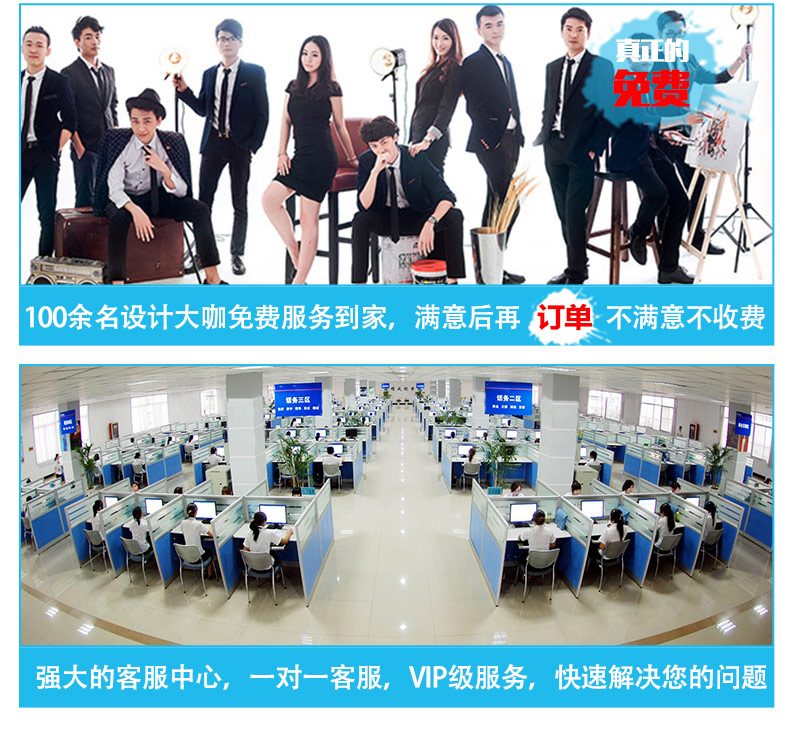 真正的
免费
100余名设计大咖免费服务到家，满意后再 订单 不满意不收费
话务三区
话务二区
强大的客服中心，一对一客服，VIP级服务，快速解决您的问题